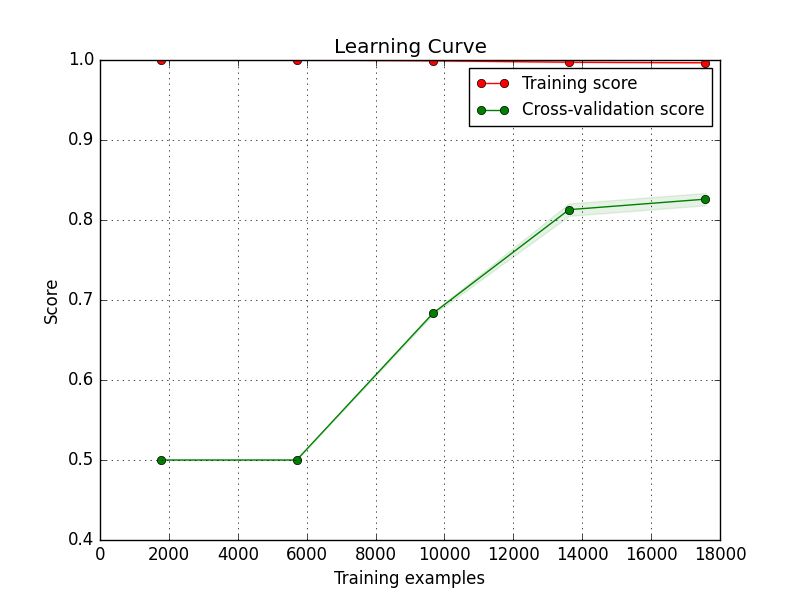 Learning Curve
1.0
0.9
0.8
0.7
0.6
0.5
0.4
Score
Training score
Cross-validation score
0 2000 4000 6000 8000 10000 12000 14000 16000 18000
Training examples